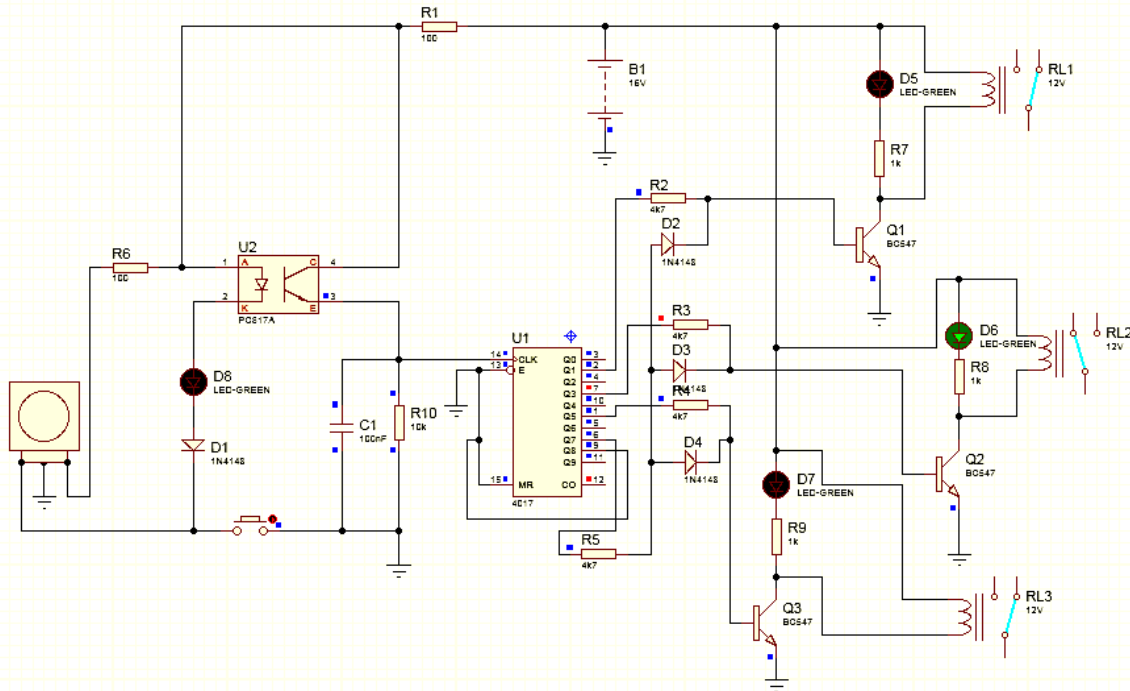 R1
100
B1
16V
D5
LED-GREEN
RL1
12V
R7
1k
R2
4k7
D2
1N4148
Q1
BC547
R6
100
U2
1
A
C
4
2
K
E
3
PC817A
R3
4k7
D3
1N4148
R4
4k7
D6
LED-GREEN
R8
1k
RL2
12V
U1
14
CLK
13
E
15
MR
Q0
3
Q1
2
Q2
4
Q3
7
Q4
10
Q5
1
Q6
5
Q7
6
Q8
9
Q9
11
CO
12
4017
D8
LED-GREEN
C1
100nF
R10
10k
D1
1N4148
D4
1N4148
D7
LED-GREEN
Q2
BC547
R9
1k
R5
4k7
Q3
BC547
RL3
12V